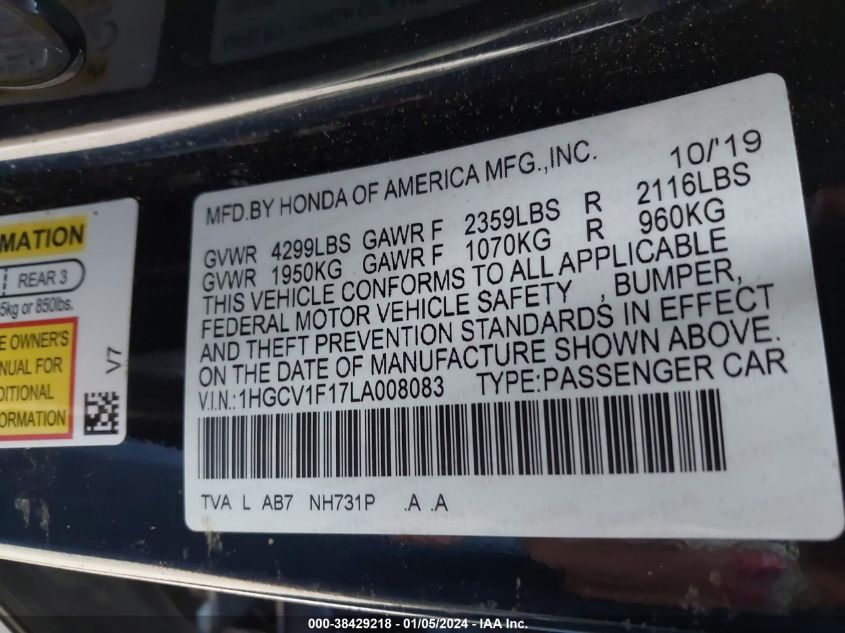 MFD.BY HONDA OF AMERICA MFG.,INC. 10/'19
GVWR 4299LBS GAWR F 2359LBS R 2116LBS
GVWR 1950KG GAWR F 1070KG R 960KG
THIS VEHICLE CONFORMS TO ALL APPLICABLE
FEDERAL MOTOR VEHICLE SAFETY , BUMPER,
AND THEFT PREVENTION STANDARDS IN EFFECT
ON THE DATE OF MANUFACTURE SHOWN ABOVE.
V.I.N.:1HGCV1F17LA008083 TYPE:PASSENGER CAR
TVA L AB7 NH731P .A .A
MATION
REAR 3
5kg or 850lbs.
E OWNER'S
NUAL FOR
DITIONAL
ORMATION
V7
000-38429218 - 01/05/2024 - IAA Inc.